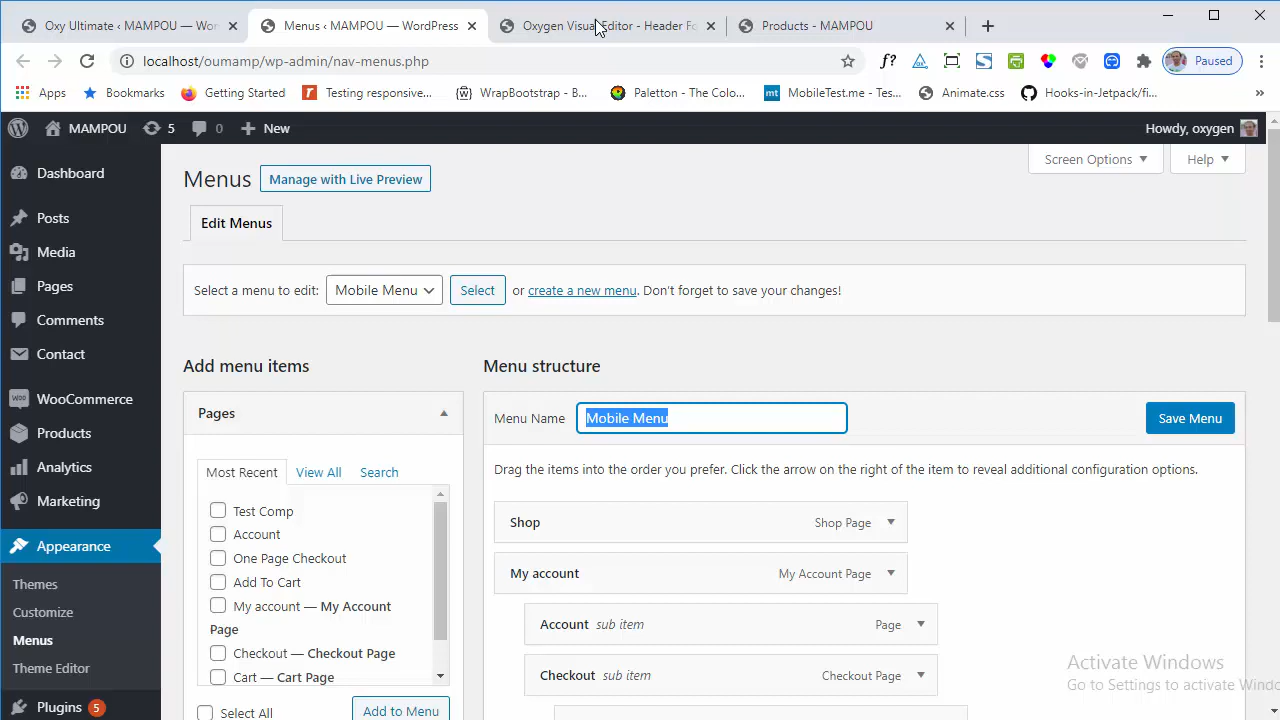 Oxy Ultimate ‹ MAMPOU — Wor
Menus ‹ MAMPOU — WordPress
Oxygen Visual Editor - Header Fo
Products - MAMPOU
localhost/oumamp/wp-admin/nav-menus.php
f?
Paused
Apps
Bookmarks
Getting Started
Testing responsive...
WrapBootstrap - B...
Paletton - The Colo...
mt
MobileTest.me - Tes...
Animate.css
Hooks-in-Jetpack/fi...
»
MAMPOU
5
0
New
Howdy, oxygen
Dashboard
Posts
Media
Pages
Comments
Contact
WooCommerce
Products
Analytics
Marketing
Appearance
Themes
Customize
Menus
Theme Editor
Plugins 5
Menus
Manage with Live Preview
Screen Options
Help
Edit Menus
Select a menu to edit: Mobile Menu Select or create a new menu. Don't forget to save your changes!
Add menu items
Pages
Most Recent View All Search
Test Comp
Account
One Page Checkout
Add To Cart
My account — My Account
Page
Checkout — Checkout Page
Cart — Cart Page
Select All
Add to Menu
Menu structure
Menu Name Mobile Menu Save Menu
Drag the items into the order you prefer. Click the arrow on the right of the item to reveal additional configuration options.
Shop Shop Page
My account My Account Page
Account sub item Page
Checkout sub item Checkout Page
Activate Windows
Go to Settings to activate Windo